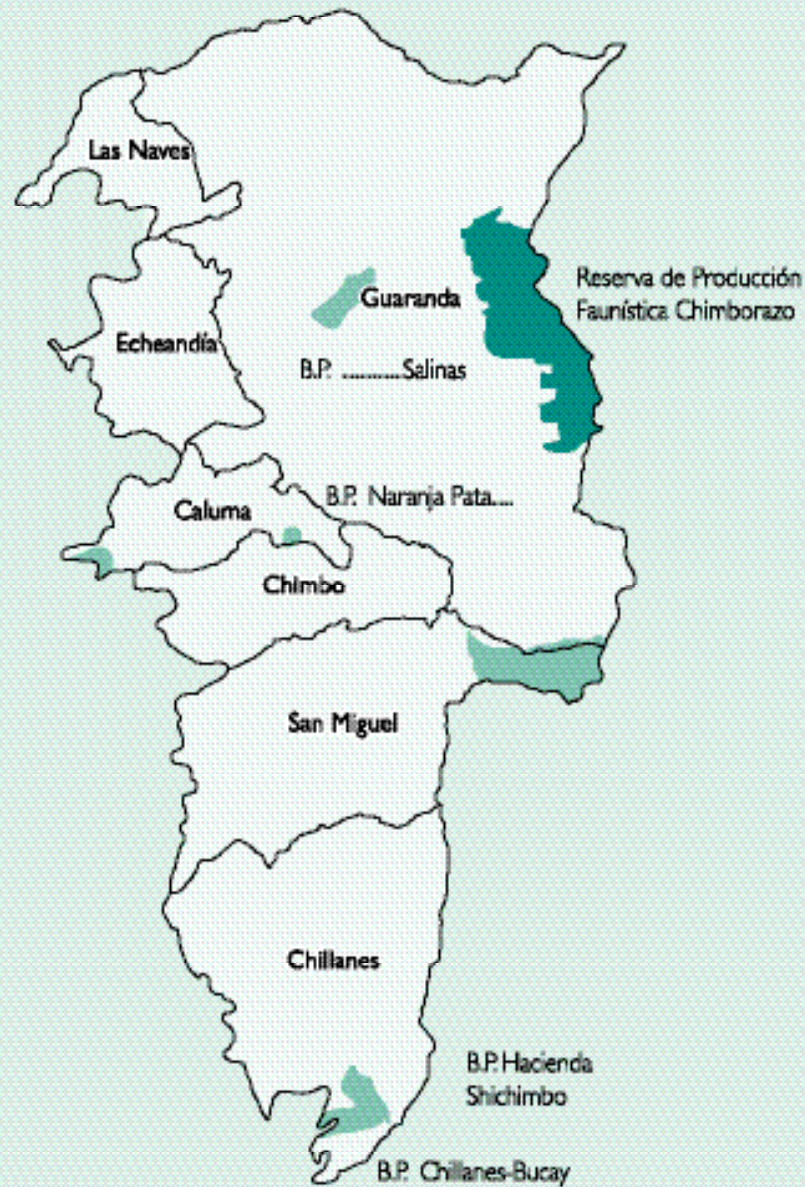 Las Naves
Reserva de Producción
Faunística Chimborazo
Guaranda
Echeandía
B.P. ............Salinas
B.P. Naranja Pata....
Caluma
Chimbo
San Miguel
Chillanes
B.P. Hacienda
Shichimbo
B.P. Chillanes-Bucay